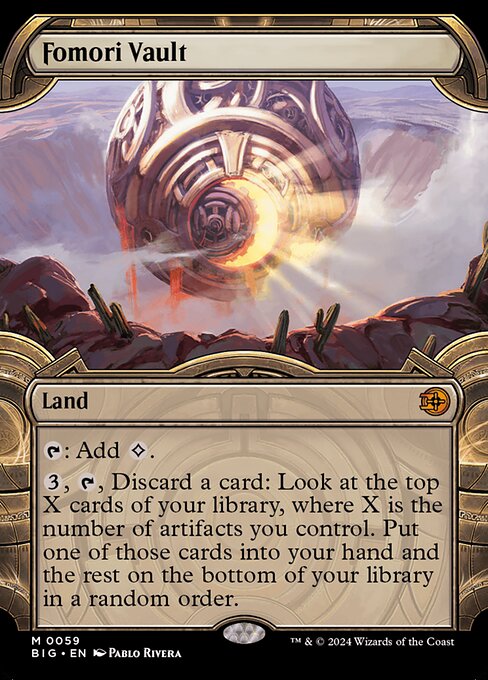 Fomori Vault
Land
: Add .
3, , Discard a card: Look at the top
X cards of your library, where X is the
number of artifacts you control. Put
one of those cards into your hand and
the rest on the bottom of your library
in a random order.
M 0059
BIG • EN Pablo Rivera
™ & © 2024 Wizards of the Coast